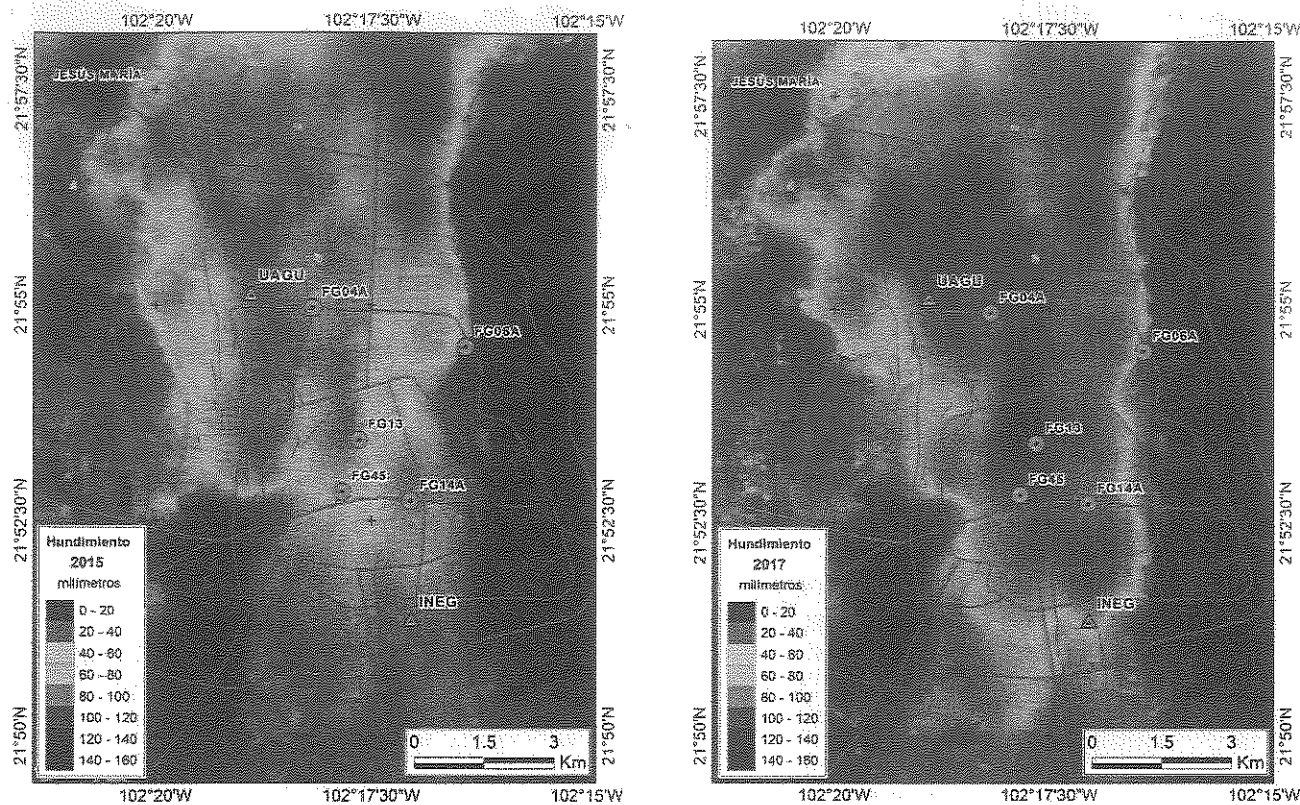 102°20'W 102°17'30"W 102°15'W
21°57'30"N
21°55'N
21°52'30"N
21°50'N
JESÚS MARÍA
UAGU
FG04A
FG13
FG45
FG14A
INEG
Hundimiento
2015
milímetros
0 - 20
20 - 40
40 - 60
60 - 80
80 - 100
100 - 120
120 - 140
140 - 160
0 1.5 3
Km
21°57'30"N
21°55'N
21°52'30"N
21°50'N
102°20'W 102°17'30"W 102°15'W
102°20'W 102°17'30"W 102°15'W
21°57'30"N
21°55'N
21°52'30"N
21°50'N
JESÚS MARÍA
UAGU
FG04A
FG06A
FG13
FG45
FG14A
INEG
Hundimiento
2017
milímetros
0 - 20
20 - 40
40 - 60
60 - 80
80 - 100
100 - 120
120 - 140
140 - 160
0 1.5 3
Km
21°57'30"N
21°55'N
21°52'30"N
21°50'N
102°20'W 102°17'30"W 102°15'W